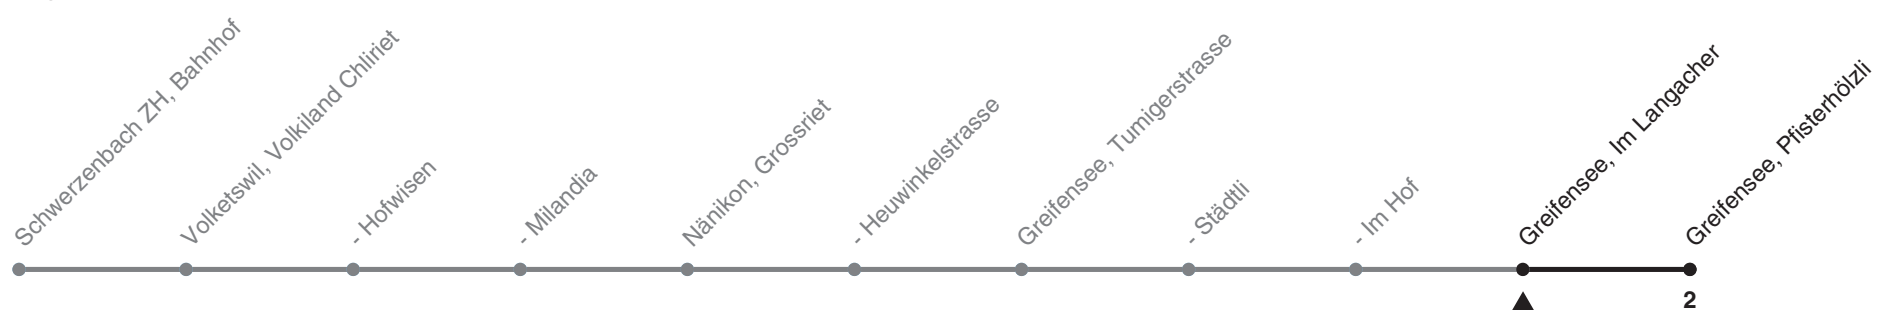 Schwerzenbach ZH, Bahnhof
Volketswil, Volkiland Chliriet
- Hofwisen
- Milandia
Nänikon, Grossriet
- Heuwinkelstrasse
Greifensee, Tumigerstrasse
- Städtli
- Im Hof
Greifensee, Im Langacher
Greifensee, Pfisterhölzli
2